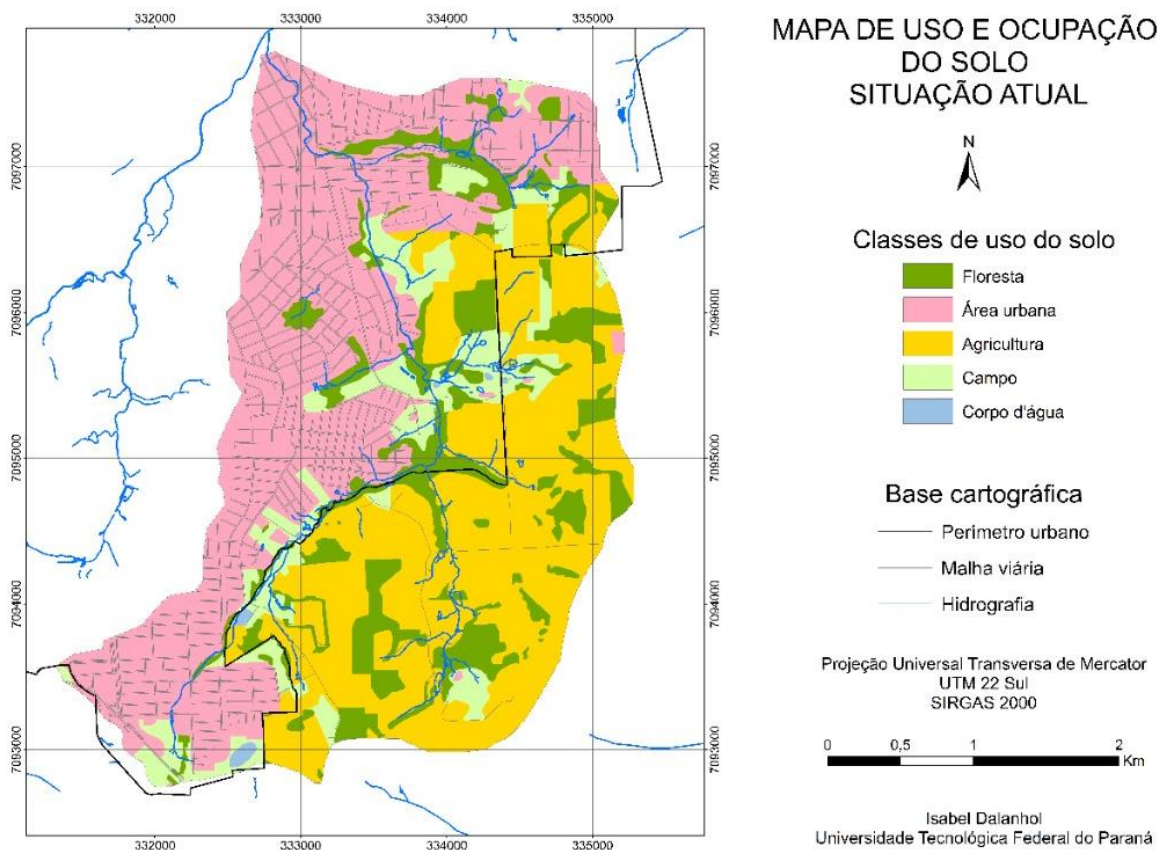 332000 333000 334000 335000
MAPA DE USO E OCUPAÇÃO
DO SOLO
SITUAÇÃO ATUAL
N
Classes de uso do solo
Floresta
Área urbana
Agricultura
Campo
Corpo d'água
Base cartográfica
Perímetro urbano
Malha viária
Hidrografia
Projeção Universal Transversa de Mercator
UTM 22 Sul
SIRGAS 2000
0 0,5 1 2
Km
Isabel Dalanhol
Universidade Tecnológica Federal do Paraná
7097000
7096000
7095000
7094000
7093000
7097000
7096000
7095000
7094000
7093000
332000 333000 334000 335000